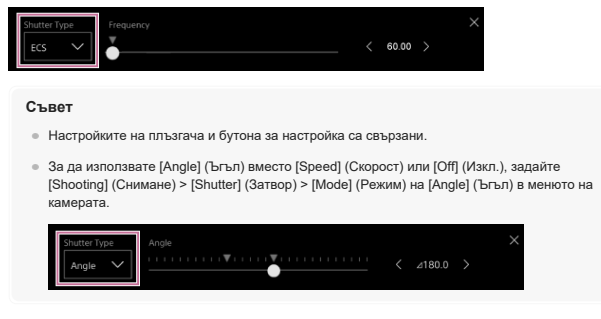 Shutter Type
Frequency
ECS
60.00
Съвет
Настройките на плъзгача и бутона за настройка са свързани.
За да използвате [Angle] (Ъгъл) вместо [Speed] (Скорост) или [Off] (Изкл.), задайте
[Shooting] (Снимане) > [Shutter] (Затвор) > [Mode] (Режим) на [Angle] (Ъгъл) в менюто на
камерата.
Shutter Type
Angle
Angle
⊿180.0